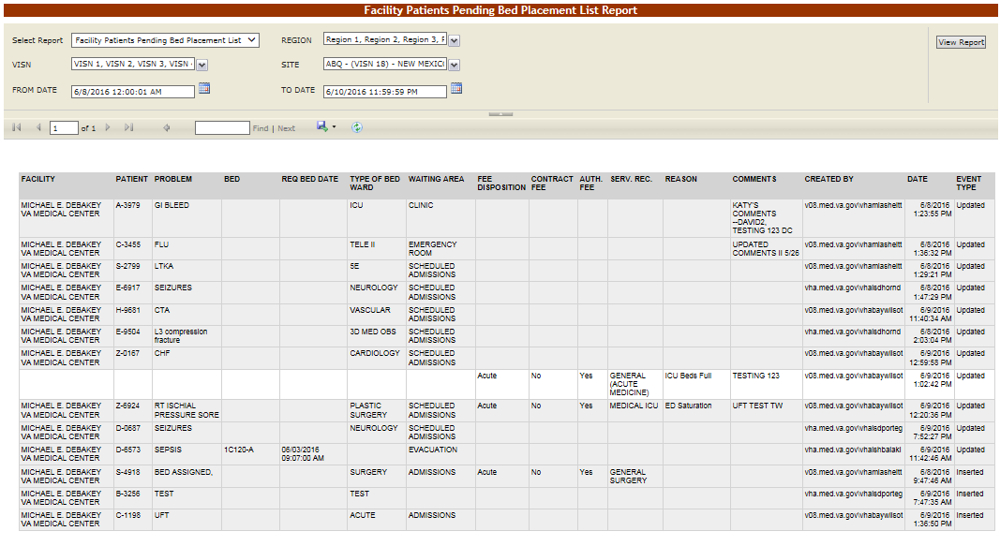 Facility Patients Pending Bed Placement List Report
Select Report Facility Patients Pending Bed Placement List REGION Region 1, Region 2, Region 3, F View Report
VISN VISN 1, VISN 2, VISN 3, VISN SITE ABQ - (VISN 18) - NEW MEXIC
FROM DATE 6/8/2016 12:00:01 AM TO DATE 6/10/2016 11:59:59 PM
1 of 1 Find | Next
FACILITY PATIENT PROBLEM BED REQ BED DATE TYPE OF BED WAITING AREA FEE CONTRACT AUTH. SERV. REC. REASON COMMENTS CREATED BY DATE EVENT
WARD DISPOSITION FEE FEE TYPE
MICHAEL E. DEBAKEY A-3979 GI BLEED ICU CLINIC KATY'S v08.med.va.gov\vhamlasheltt 6/8/2016 Updated
VA MEDICAL CENTER COMMENTS 1:23:55 PM
--DAVID2,
TESTING 123 DC
MICHAEL E. DEBAKEY C-3455 FLU TELE II EMERGENCY UPDATED v08.med.va.gov\vhamlasheltt 6/8/2016 Updated
VA MEDICAL CENTER ROOM COMMENTS II 5/26 1:36:32 PM
MICHAEL E. DEBAKEY S-2799 LTKA 5E SCHEDULED v08.med.va.gov\vhamlasheltt 6/8/2016 Updated
VA MEDICAL CENTER ADMISSIONS 1:29:21 PM
MICHAEL E. DEBAKEY E-6917 SEIZURES NEUROLOGY SCHEDULED vha.med.va.gov\vhaisdhornd 6/8/2016 Updated
VA MEDICAL CENTER ADMISSIONS 1:47:29 PM
MICHAEL E. DEBAKEY H-9681 CTA VASCULAR SCHEDULED v08.med.va.gov\vhabaywilsot 6/9/2016 Updated
VA MEDICAL CENTER ADMISSIONS 11:40:34 AM
MICHAEL E. DEBAKEY E-9504 L3 compression 3D MED OBS SCHEDULED vha.med.va.gov\vhaisdhornd 6/8/2016 Updated
VA MEDICAL CENTER fracture ADMISSIONS 2:03:04 PM
MICHAEL E. DEBAKEY Z-0167 CHF CARDIOLOGY SCHEDULED v08.med.va.gov\vhabaywilsot 6/9/2016 Updated
VA MEDICAL CENTER ADMISSIONS 12:59:58 PM
Acute No Yes GENERAL ICU Beds Full TESTING 123 v08.med.va.gov\vhabaywilsot 6/9/2016 Updated
(ACUTE 1:02:42 PM
MEDICINE)
MICHAEL E. DEBAKEY Z-6924 RT ISCHIAL PLASTIC SCHEDULED Acute No Yes MEDICAL ICU ED Saturation UFT TEST TW v08.med.va.gov\vhabaywilsot 6/9/2016 Updated
VA MEDICAL CENTER PRESSURE SORE SURGERY ADMISSIONS 12:20:36 PM
MICHAEL E. DEBAKEY D-0687 SEIZURES NEUROLOGY SCHEDULED vha.med.va.gov\vhaisdporteg 6/9/2016 Updated
VA MEDICAL CENTER ADMISSIONS 7:52:27 PM
MICHAEL E. DEBAKEY D-6573 SEPSIS 1C120-A 06/03/2016 EVACUATION vha.med.va.gov\vhaishbalakl 6/9/2016 Updated
VA MEDICAL CENTER 09:07:00 AM 11:42:46 AM
MICHAEL E. DEBAKEY S-4918 BED ASSIGNED, SURGERY ADMISSIONS Acute No Yes GENERAL v08.med.va.gov\vhamlasheltt 6/8/2016 Inserted
VA MEDICAL CENTER SURGERY 9:47:46 AM
MICHAEL E. DEBAKEY B-3256 TEST TEST vha.med.va.gov\vhaisdporteg 6/9/2016 Inserted
VA MEDICAL CENTER 7:47:35 AM
MICHAEL E. DEBAKEY C-1198 UFT ACUTE ADMISSIONS v08.med.va.gov\vhabaywilsot 6/9/2016 Inserted
VA MEDICAL CENTER 1:36:50 PM